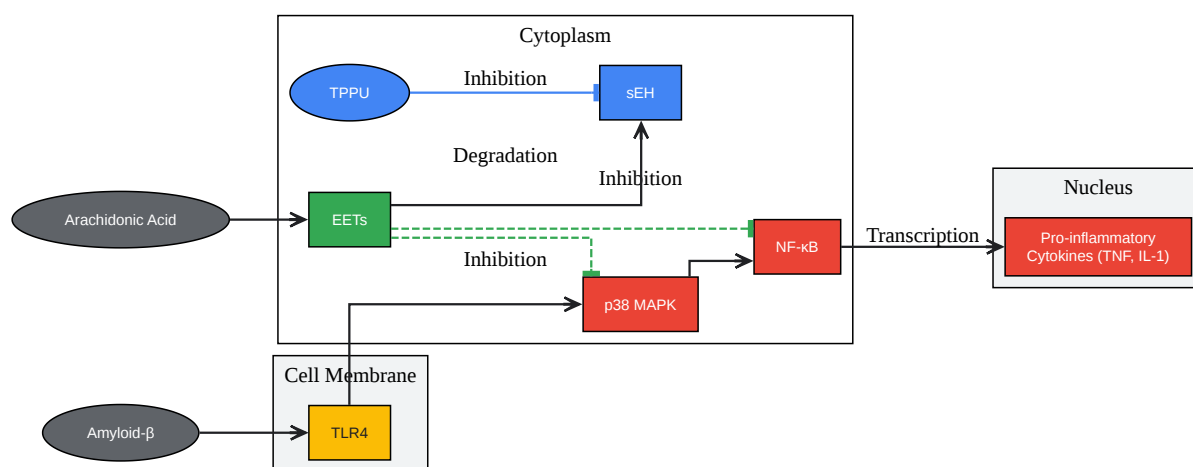 Cytoplasm
TPPU
Inhibition
sEH
Degradation
Inhibition
Arachidonic Acid
EETs
Nucleus
Inhibition
NF-κB
Transcription
Pro-inflammatory
Cytokines (TNF, IL-1)
p38 MAPK
Cell Membrane
Amyloid-β
TLR4